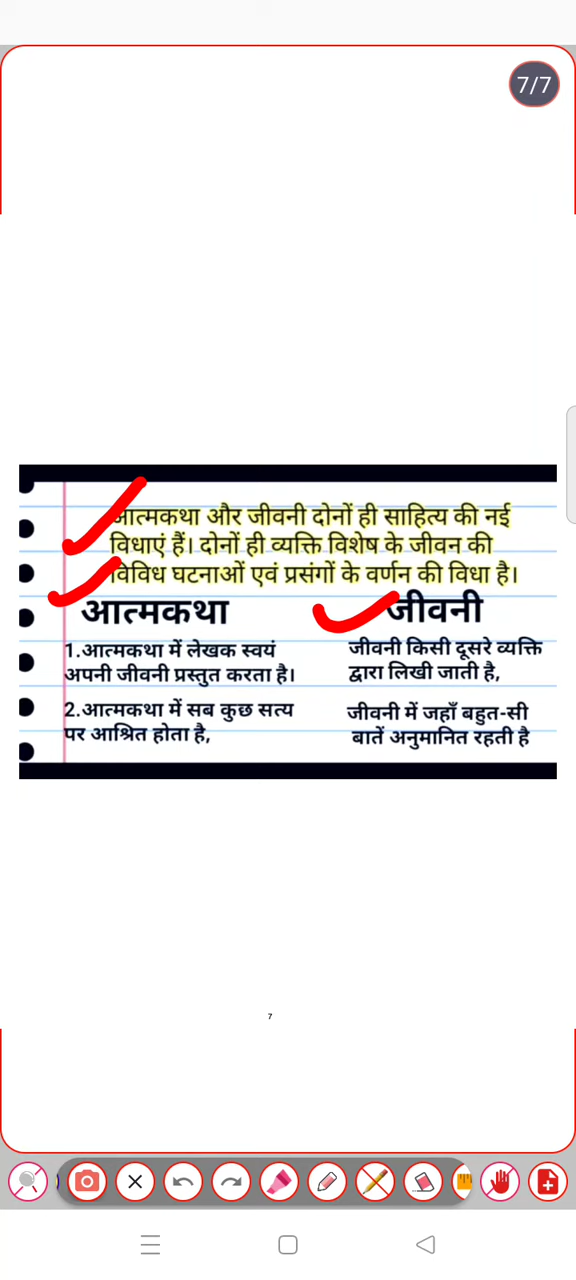 7/7
आत्मकथा और जीवनी दोनों ही साहित्य की नई
विधाएं हैं। दोनों ही व्यक्ति विशेष के जीवन की
विविध घटनाओं एवं प्रसंगों के वर्णन की विधा है।
आत्मकथा जीवनी
1.आत्मकथा में लेखक स्वयं
अपनी जीवनी प्रस्तुत करता है।
जीवनी किसी दूसरे व्यक्ति
द्वारा लिखी जाती है,
2.आत्मकथा में सब कुछ सत्य
पर आश्रित होता है,
जीवनी में जहाँ बहुत-सी
बातें अनुमानित रहती है
7